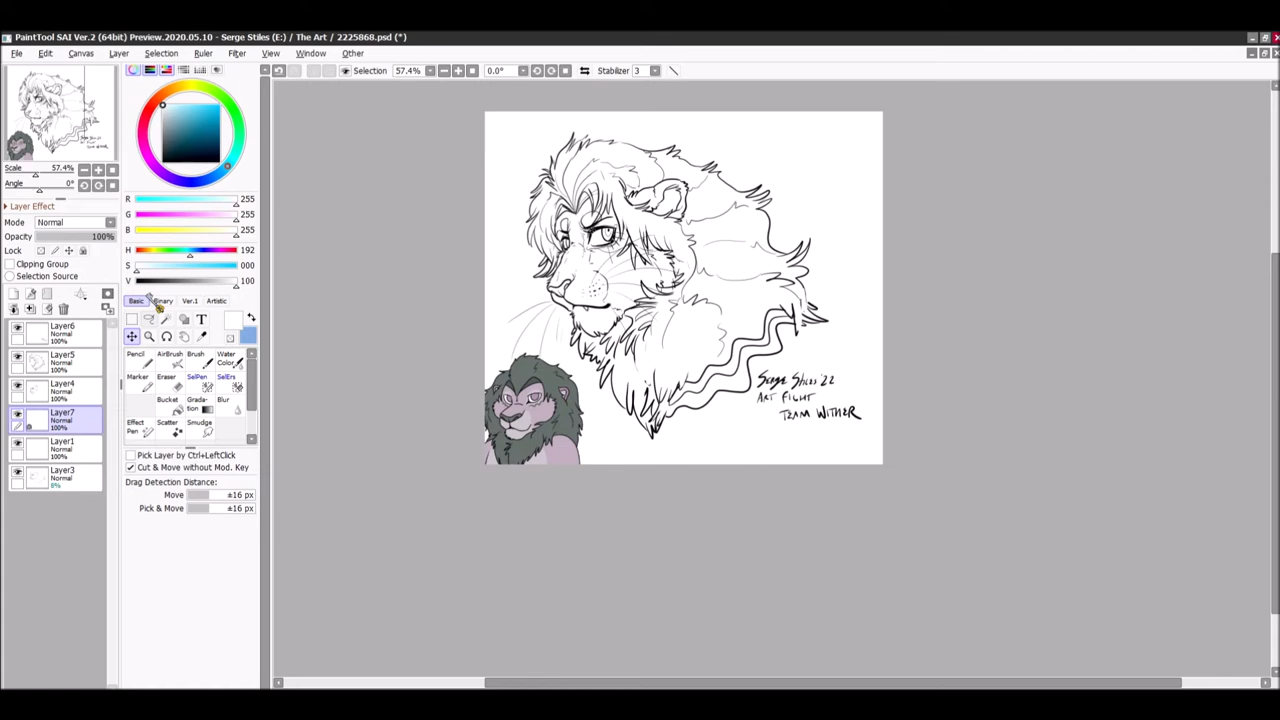 PaintTool SAI Ver.2 (64bit) Preview.2020.05.10 - Serge Stiles (E:) / The Art / 2225868.psd (*)
File Edit Canvas Layer Selection Ruler Filter View Window Other
Selection 57.4% 0.0° Stabilizer 3
Scale 57.4%
Angle 0°
Layer Effect
Mode Normal
Opacity 100%
Lock
Clipping Group
Selection Source
Layer6
Normal
100%
Layer5
Normal
100%
Layer4
Normal
100%
Layer7
Normal
100%
Layer1
Normal
100%
Layer3
Normal
8%
R 255
G 255
B 255
H 192
S 000
V 100
Basic Binary Ver.1 Artistic
T
Pencil AirBrush Brush Water
Color
Marker Eraser SelPen SelErs
Bucket Grada-
tion Blur
Effect
Pen Scatter Smudge
Pick Layer by Ctrl+LeftClick
Cut & Move without Mod. Key
Drag Detection Distance:
Move ±16 px
Pick & Move ±16 px
Serge Stiles '22
ART FIGHT
TEAM WITHER